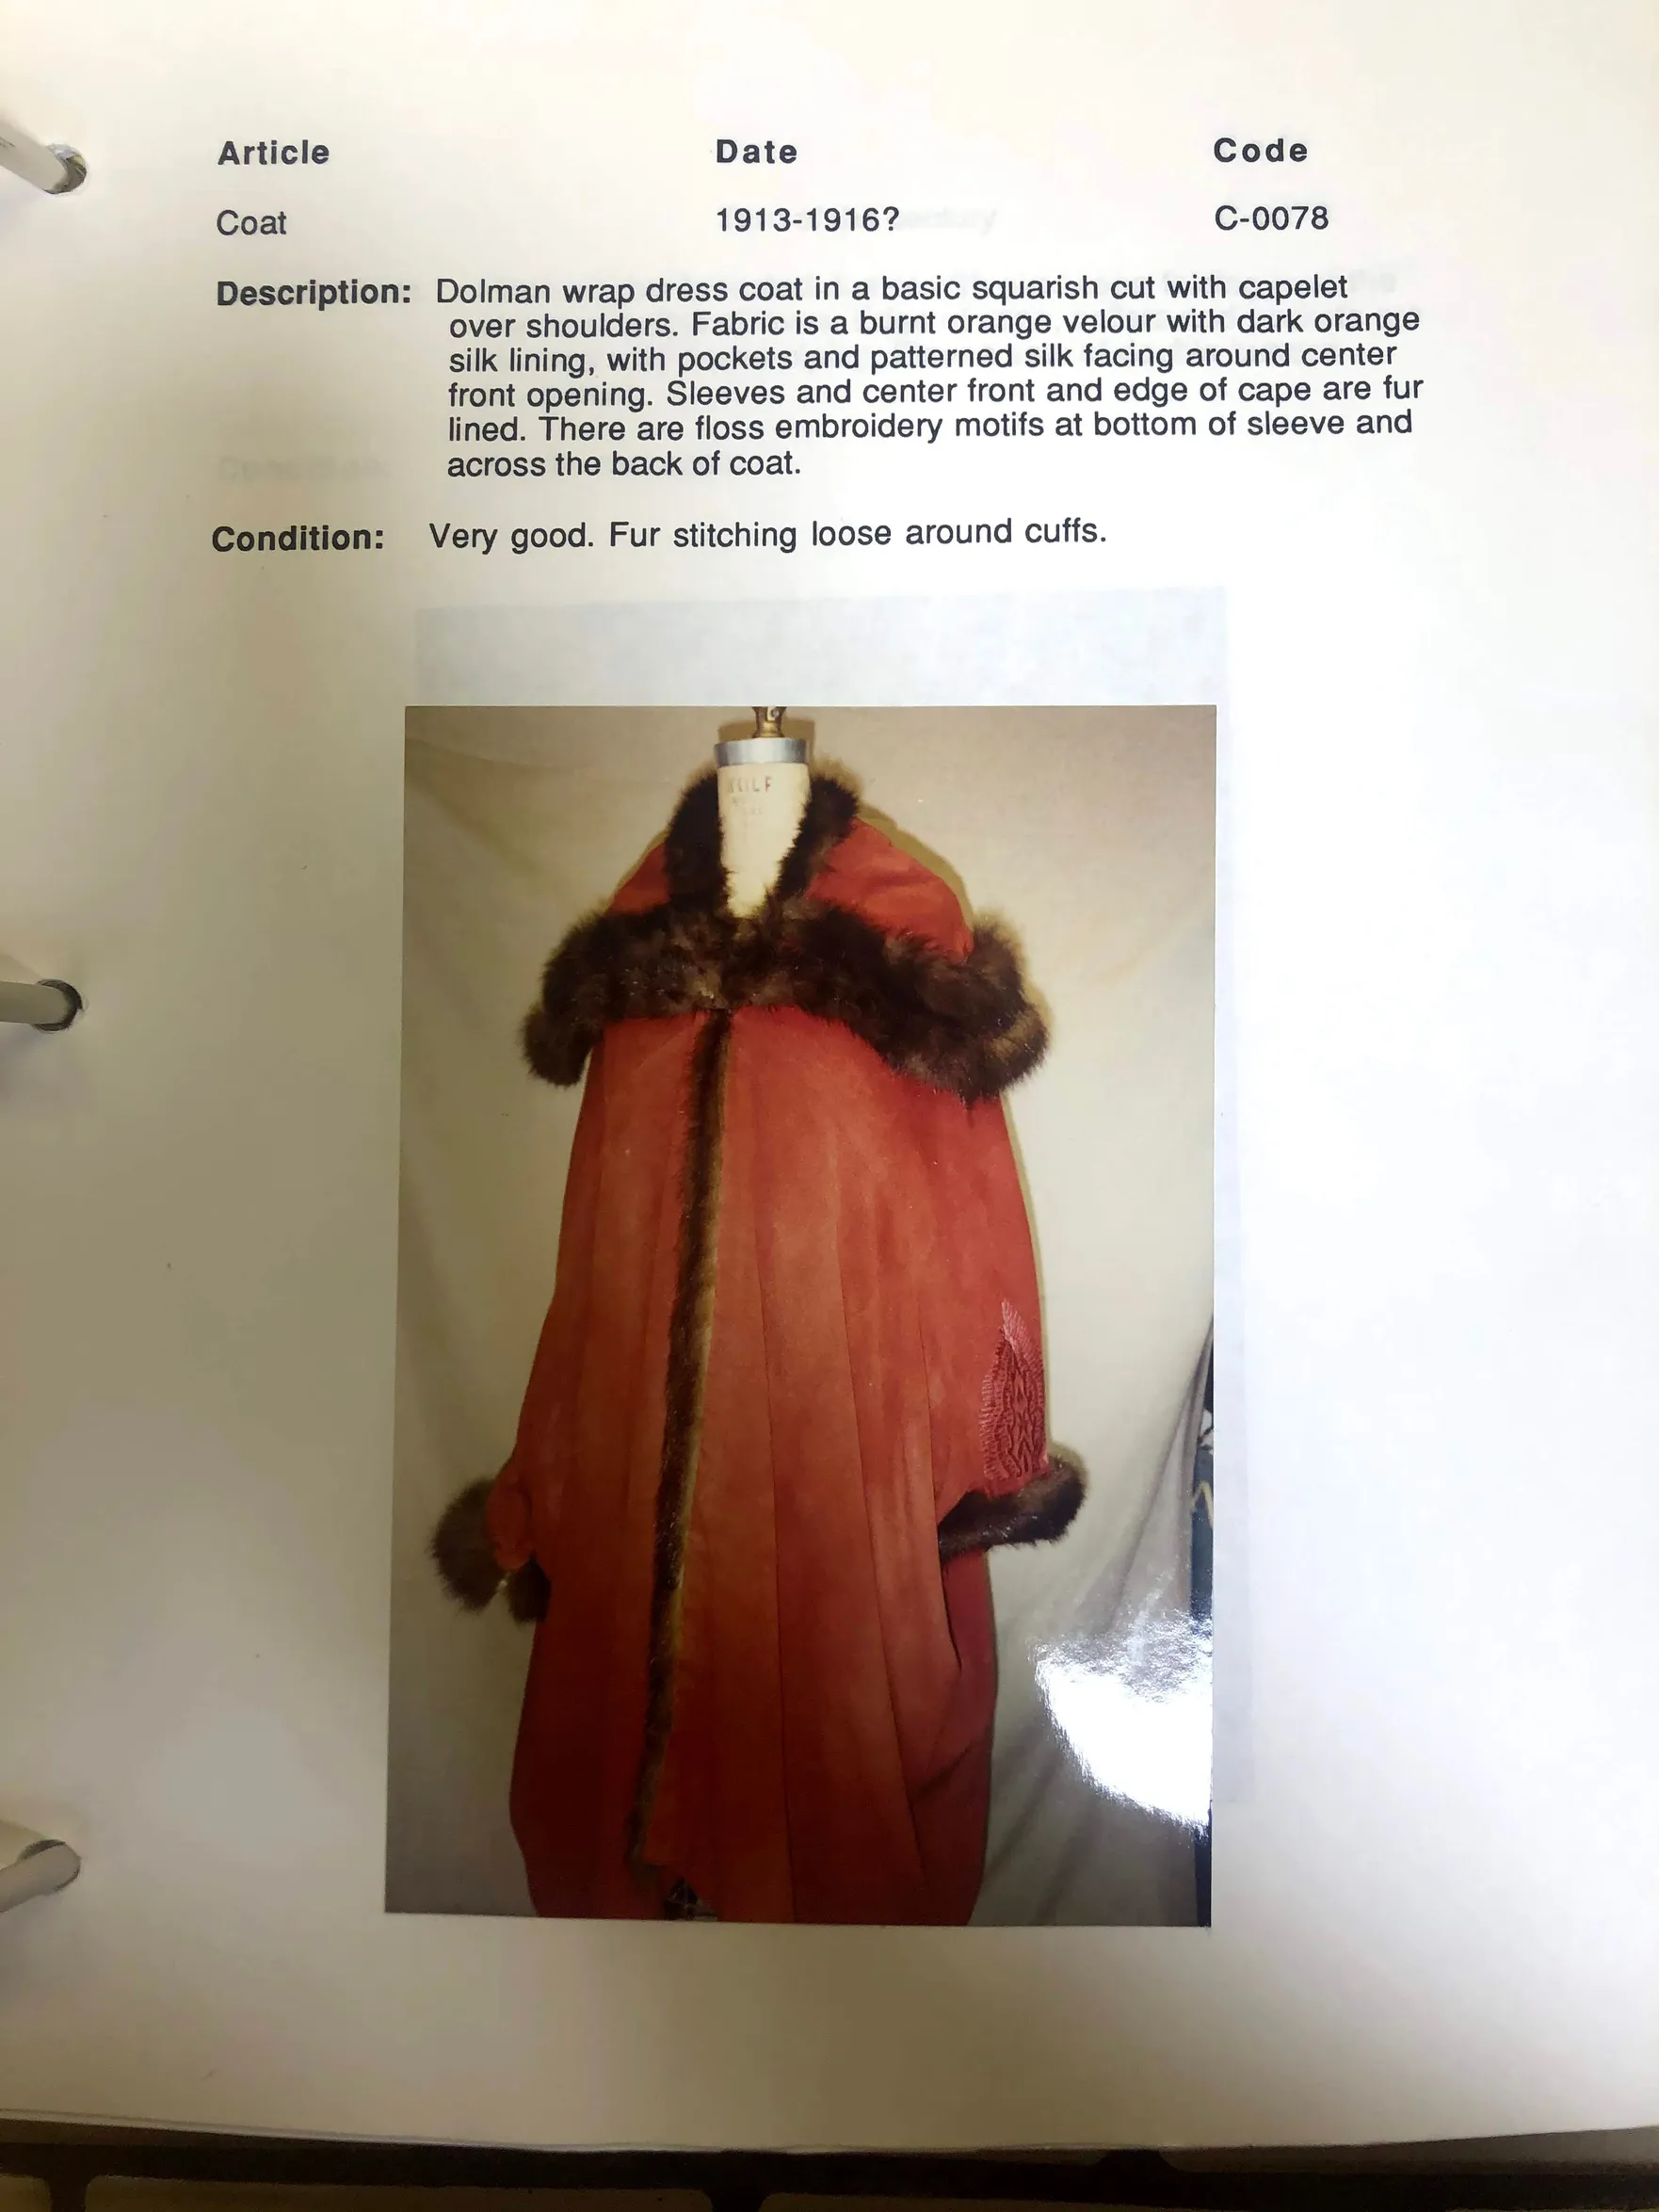 Article Date Code
Coat 1913-1916? C-0078
Description: Dolman wrap dress coat in a basic squarish cut with capelet
over shoulders. Fabric is a burnt orange velour with dark orange
silk lining, with pockets and patterned silk facing around center
front opening. Sleeves and center front and edge of cape are fur
lined. There are floss embroidery motifs at bottom of sleeve and
across the back of coat.
Condition: Very good. Fur stitching loose around cuffs.